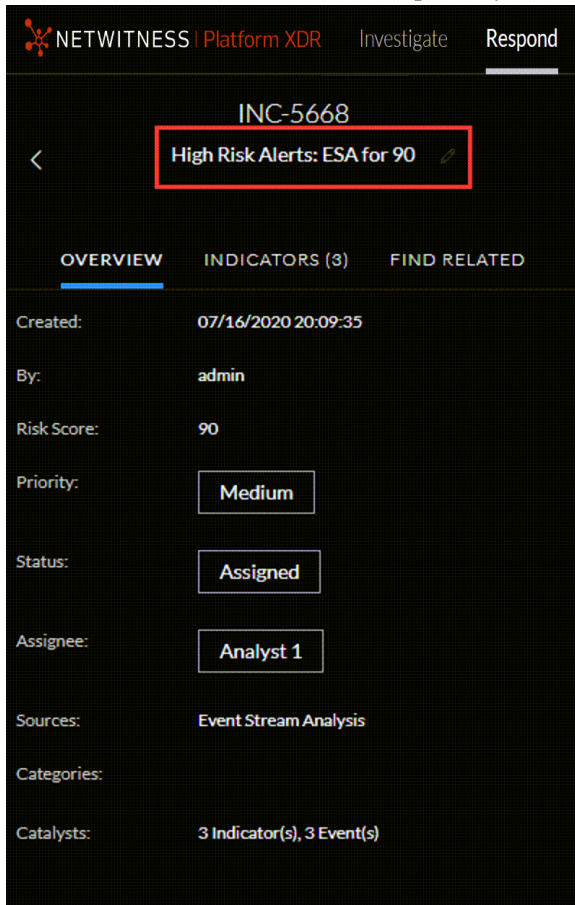 NETWITNESS | Platform XDR Investigate Respond
INC-5668
High Risk Alerts: ESA for 90
OVERVIEW INDICATORS (3) FIND RELATED
Created: 07/16/2020 20:09:35
By: admin
Risk Score: 90
Priority: Medium
Status: Assigned
Assignee: Analyst 1
Sources: Event Stream Analysis
Categories:
Catalysts: 3 Indicator(s), 3 Event(s)